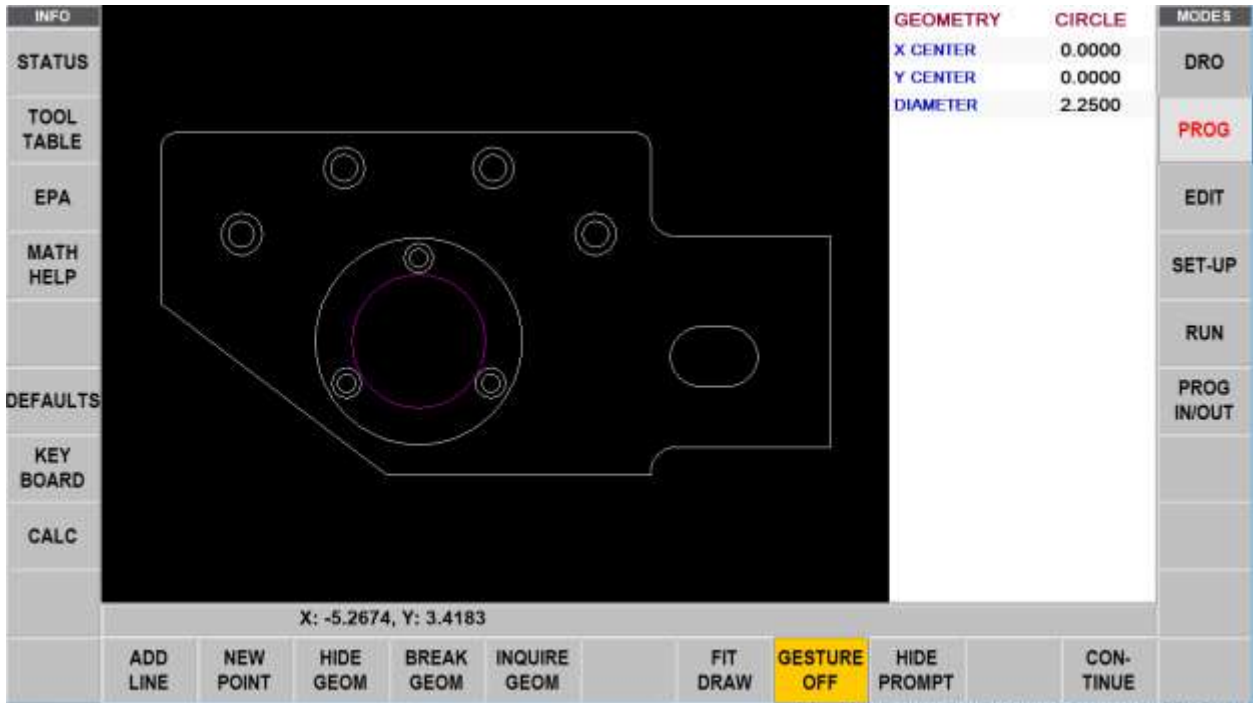 INFO
STATUS
TOOL
TABLE
EPA
MATH
HELP
DEFAULTS
KEY
BOARD
CALC
GEOMETRY CIRCLE
X CENTER 0.0000
Y CENTER 0.0000
DIAMETER 2.2500
MODES
DRO
PROG
EDIT
SET-UP
RUN
PROG
IN/OUT
X: -5.2674, Y: 3.4183
ADD
LINE
NEW
POINT
HIDE
GEOM
BREAK
GEOM
INQUIRE
GEOM
FIT
DRAW
GESTURE
OFF
HIDE
PROMPT
CON-
TINUE